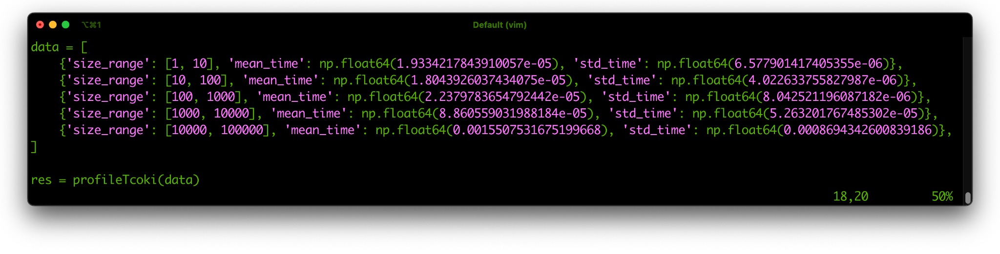 ⌥⌘1
Default (vim)
data = [
    {'size_range': [1, 10], 'mean_time': np.float64(1.9334217843910057e-05), 'std_time': np.float64(6.577901417405355e-06)},
    {'size_range': [10, 100], 'mean_time': np.float64(1.8043926037434075e-05), 'std_time': np.float64(4.022633755827987e-06)},
    {'size_range': [100, 1000], 'mean_time': np.float64(2.2379783654792442e-05), 'std_time': np.float64(8.042521196087182e-06)},
    {'size_range': [1000, 10000], 'mean_time': np.float64(8.860559031988184e-05), 'std_time': np.float64(5.263201767485302e-05)},
    {'size_range': [10000, 100000], 'mean_time': np.float64(0.0015507531675199668), 'std_time': np.float64(0.0008694342600839186)},
]
res = profileTcoki(data)
18,20 50%